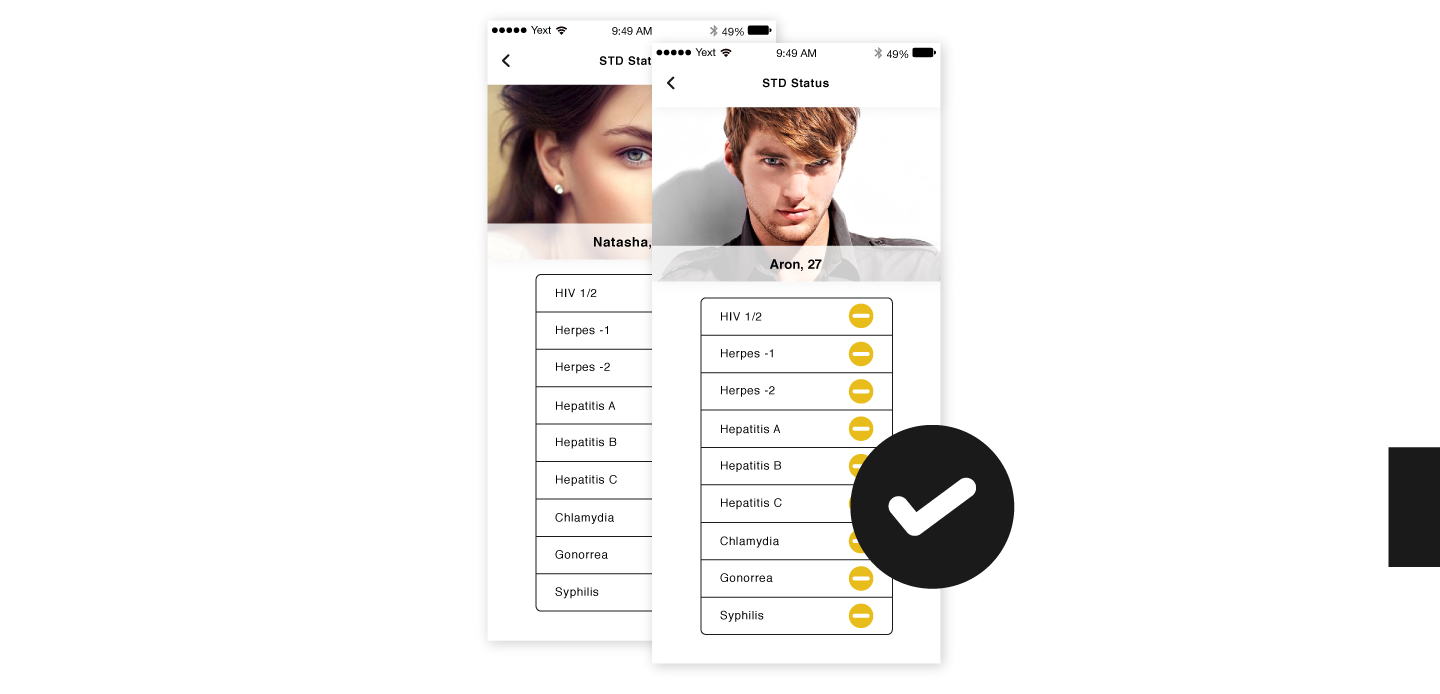 Yext 9:49 AM 49%
STD Stat
Natasha,
HIV 1/2
Herpes -1
Herpes -2
Hepatitis A
Hepatitis B
Hepatitis C
Chlamydia
Gonorrea
Syphilis
Yext 9:49 AM 49%
STD Status
Aron, 27
HIV 1/2
Herpes -1
Herpes -2
Hepatitis A
Hepatitis B
Hepatitis C
Chlamydia
Gonorrea
Syphilis